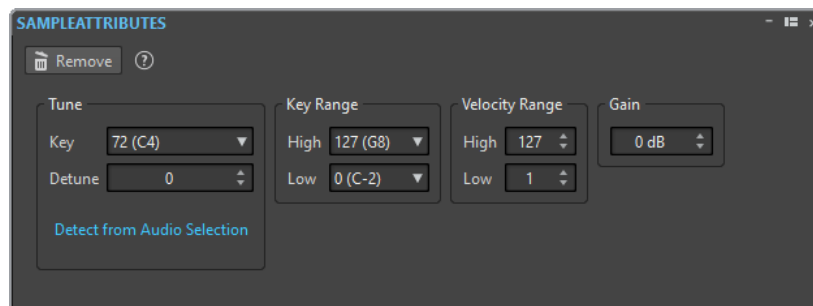 SAMPLEATTRIBUTES
Remove ?
Tune
Key 72 (C4)
Detune 0
Detect from Audio Selection
Key Range
High 127 (G8)
Low 0 (C-2)
Velocity Range
High 127
Low 1
Gain
0 dB